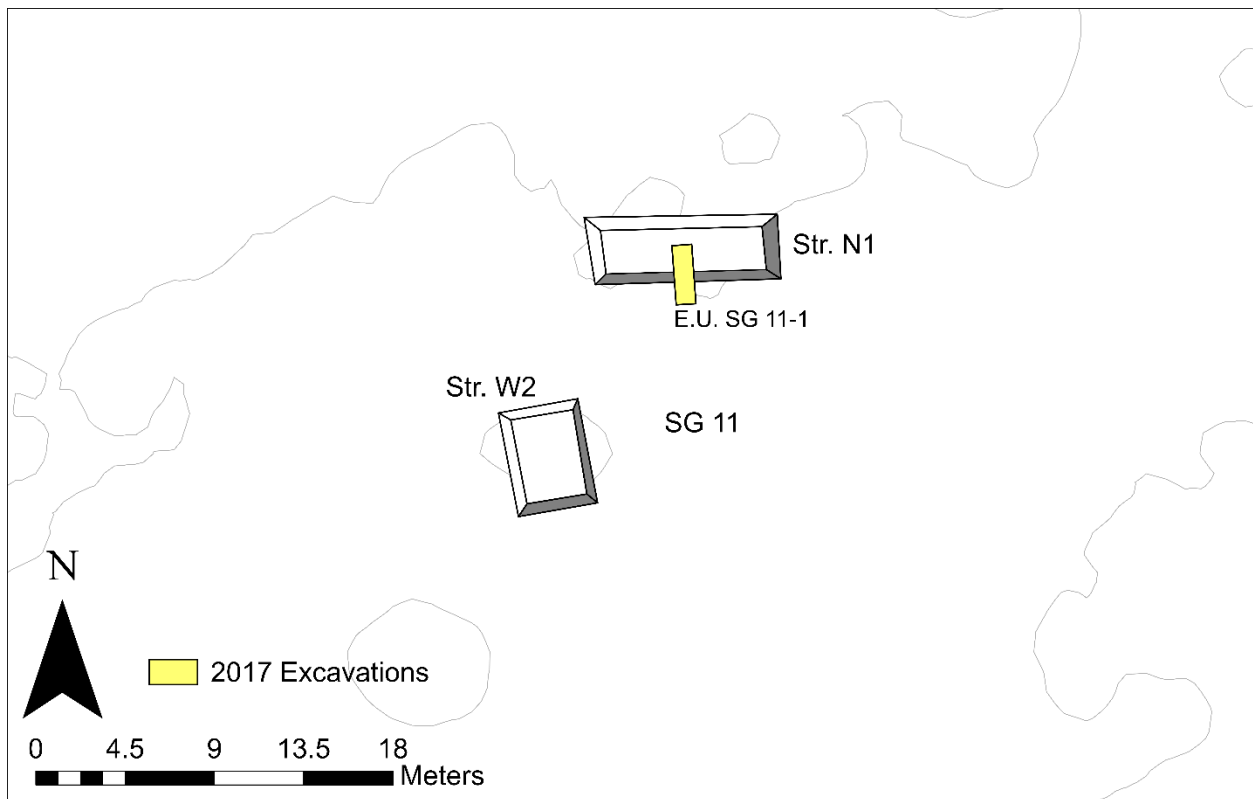 Str. N1
E.U. SG 11-1
Str. W2
SG 11
N
2017 Excavations
0 4.5 9 13.5 18
Meters